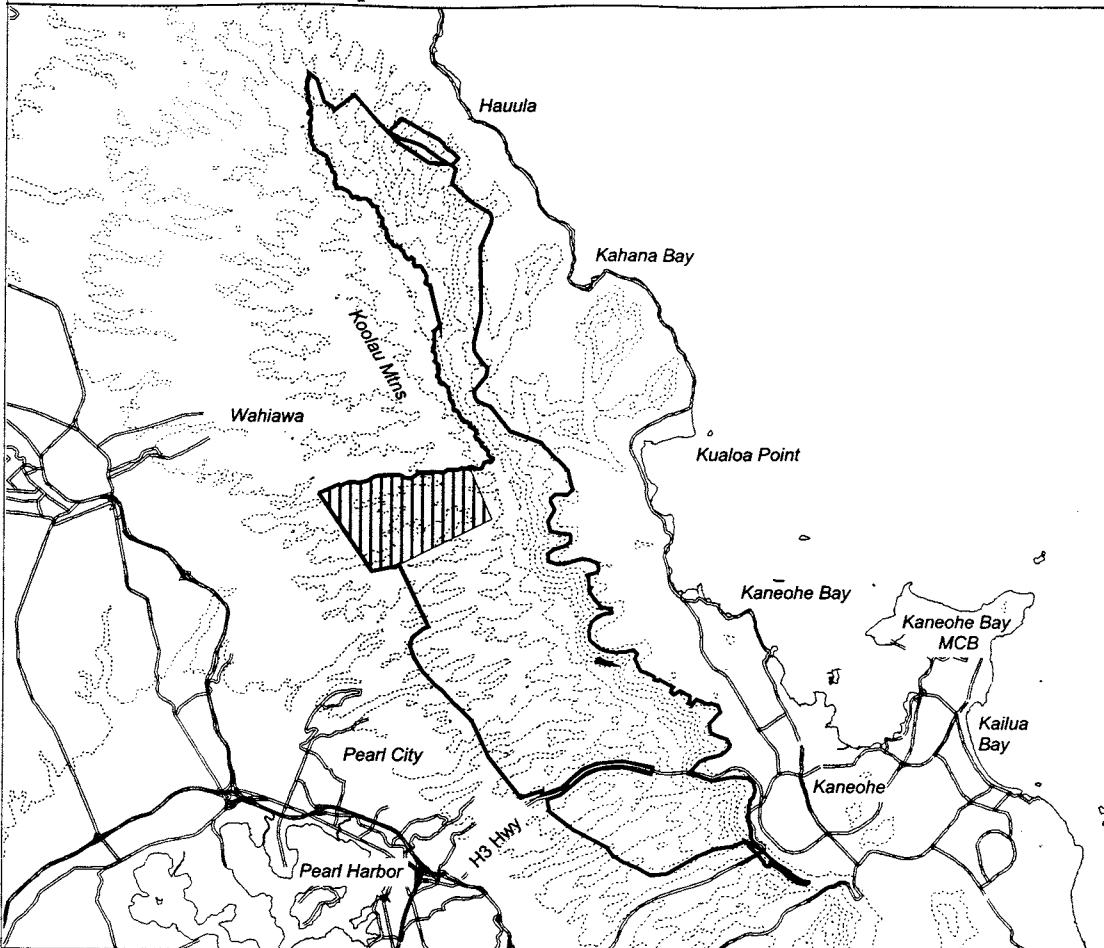 Hauula
Kahana Bay
Koolau Mtns
Wahiawa
Kualoa Point
Kaneohe Bay
Kaneohe Bay
MCB
Kailua
Bay
Pearl City
Kaneohe
H3 Hwy
Pearl Harbor